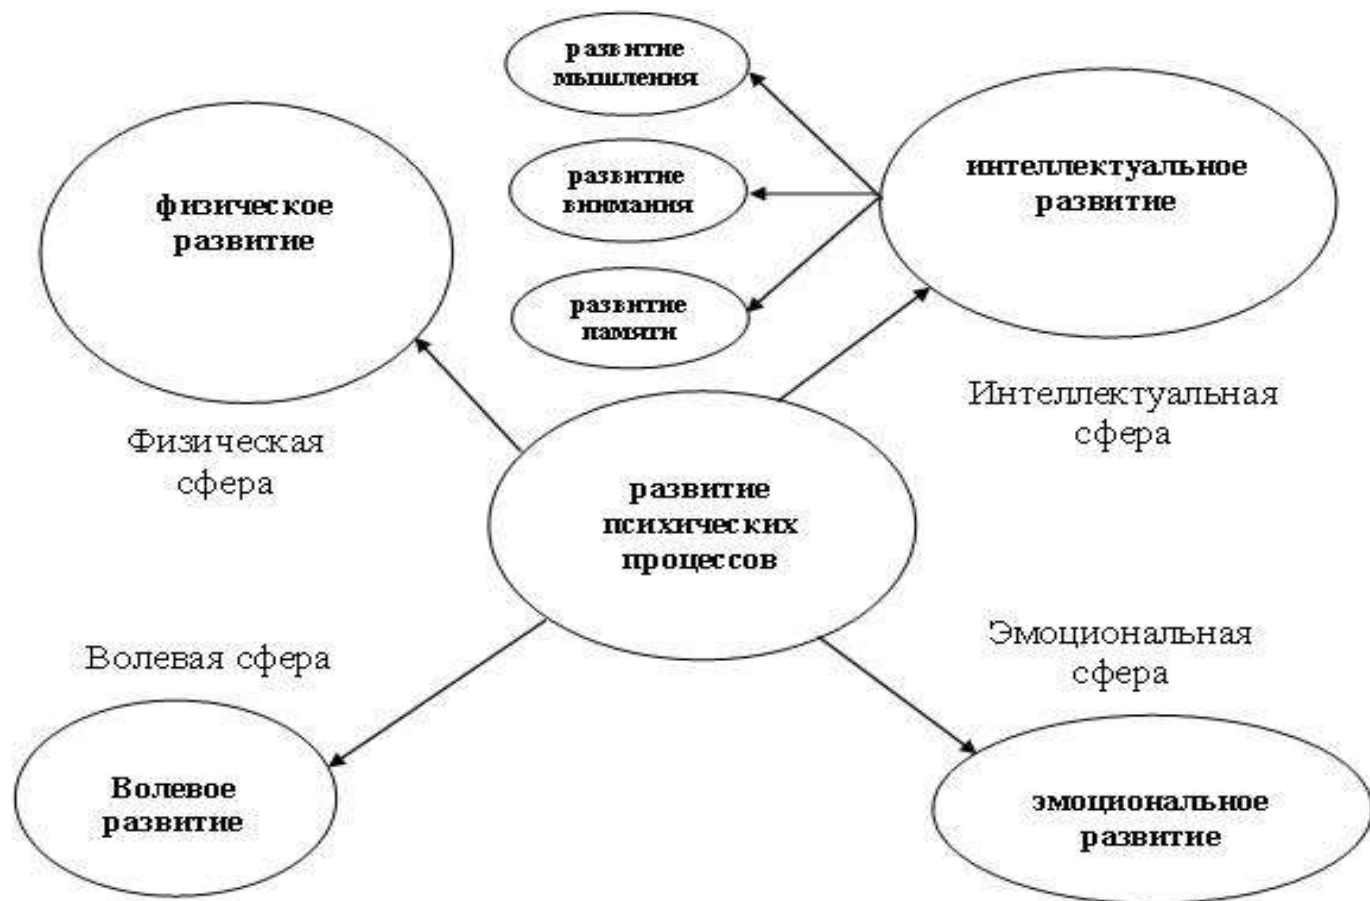 развитие
мышления
физическое
развитие
развитие
внимания
интеллектуальное
развитие
развитие
памяти
Физическая
сфера
Интеллектуальная
сфера
развитие
психических
процессов
Волевая сфера
Эмоциональная
сфера
Волевое
развитие
эмоциональное
развитие